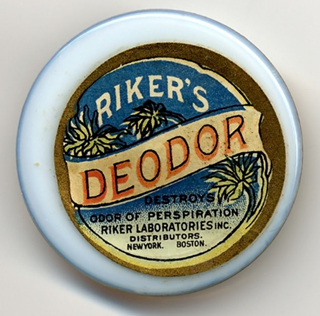 RIKER'S
DEODOR
DESTROYS
ODOR OF PERSPIRATION
RIKER LABORATORIES INC.
DISTRIBUTORS.
NEWYORK. BOSTON.